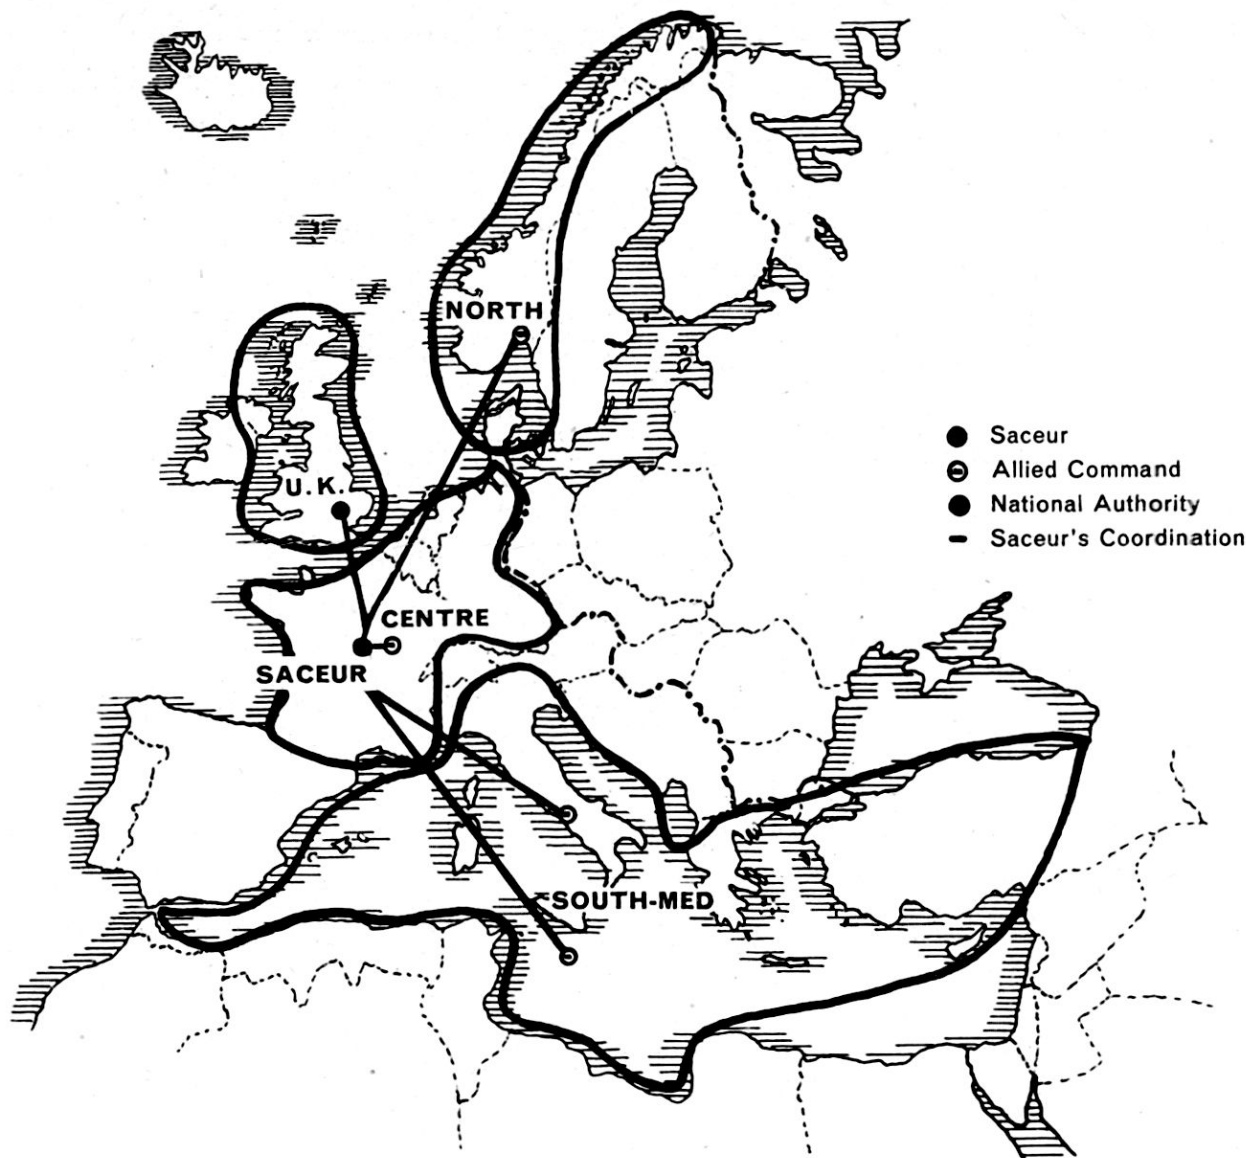 NORTH
U.K.
CENTRE
SACEUR
SOUTH-MED
Saceur
Allied Command
National Authority
Saceur's Coordination